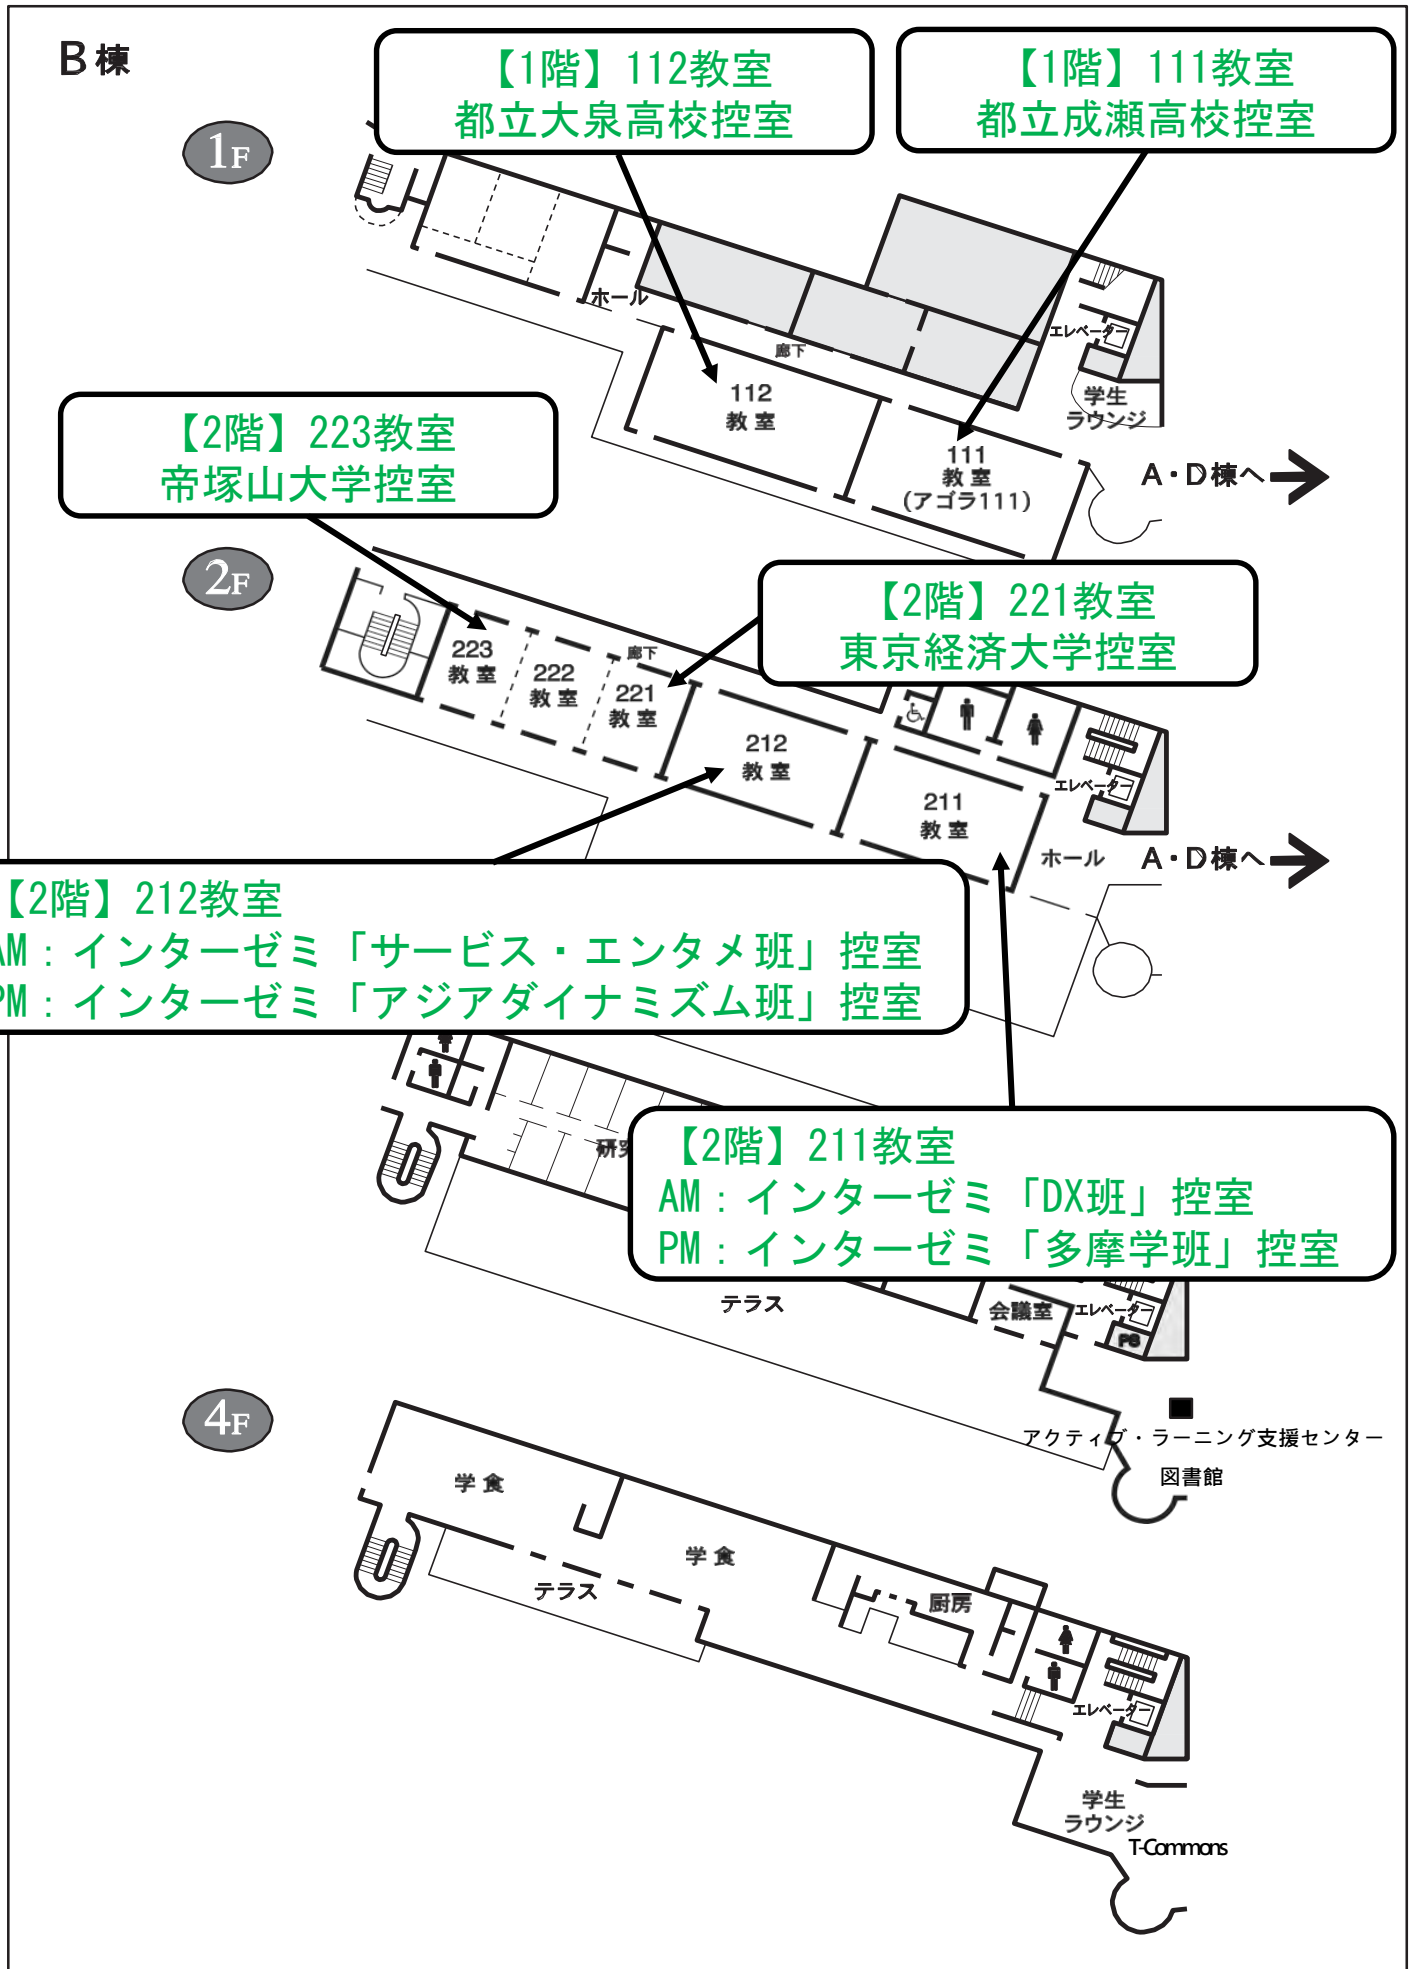 B棟
【1階】112教室
都立大泉高校控室
【1階】111教室
都立成瀬高校控室
1F
ホール
廊下
エレベーター
112
教室
学生
ラウンジ
111
教室
(アゴラ111)
A・D棟へ
【2階】223教室
帝塚山大学控室
2F
【2階】221教室
東京経済大学控室
223
教室
222
教室
廊下
221
教室
212
教室
211
教室
エレベーター
ホール
A・D棟へ
【2階】212教室
AM：インターゼミ「サービス・エンタメ班」控室
PM：インターゼミ「アジアダイナミズム班」控室
【2階】211教室
AM：インターゼミ「DX班」控室
PM：インターゼミ「多摩学班」控室
テラス
会議室
エレベーター
PS
アクティブ・ラーニング支援センター
図書館
4F
学食
学食
テラス
厨房
エレベーター
学生
ラウンジ
T-Commons